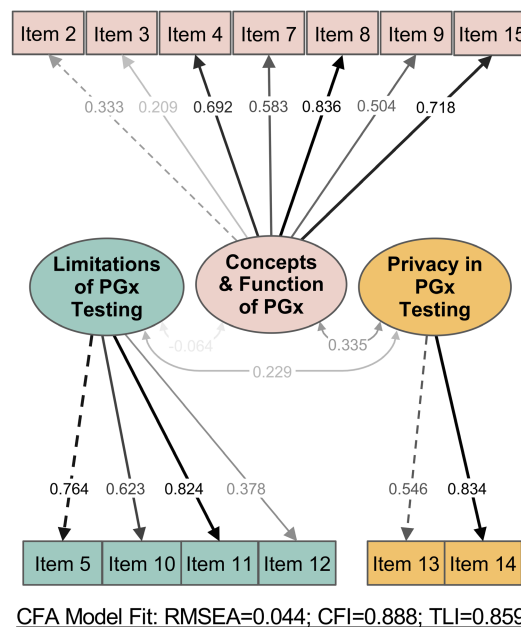 Item 2 Item 3 Item 4 Item 7 Item 8 Item 9 Item 15
0.333 0.209 0.692 0.583 0.836 0.504 0.718
Limitations
of PGx
Testing
Concepts
& Function
of PGx
Privacy in
PGx
Testing
-0.064
0.335
0.229
0.764 0.623 0.824 0.378
0.546 0.834
Item 5 Item 10 Item 11 Item 12
Item 13 Item 14
CFA Model Fit: RMSEA=0.044; CFI=0.888; TLI=0.859